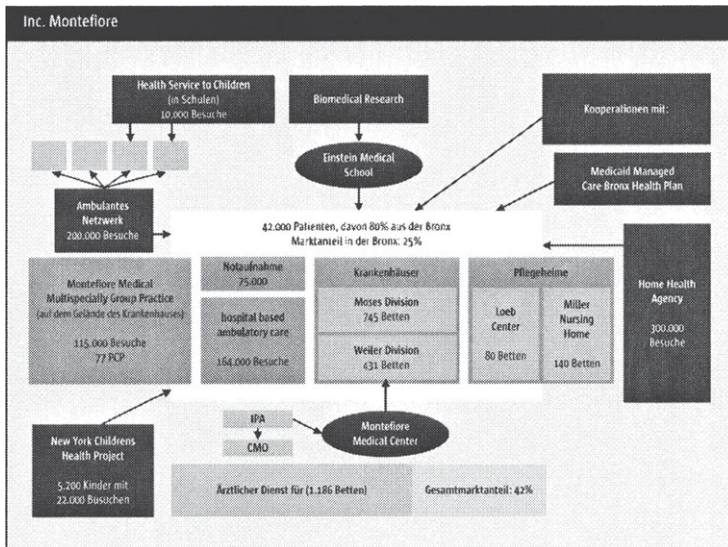 Inc. Montefiore
Health Service to Children
(in Schulen)
10.000 Besuche
Biomedical Research
Kooperationen mit:
Einstein Medical
School
Medicaid Managed
Care Bronx Health Plan
Ambulantes
Netzwerk
200.000 Besuche
42.000 Patienten, davon 80% aus der Bronx
Marktanteil in der Bronx: 25%
Montefiore Medical
Multispecially Group Practice
(auf dem Gelände des Krankenhauses)
115.000 Besuche
77 PCP
Notaufnahme
75.000
hospital based
ambulatory care
164.000 Besuche
Krankenhäuser
Moses Division
745 Betten
Weiler Division
431 Betten
Pflegeheime
Loeb
Center
80 Betten
Miller
Nursing
Home
140 Betten
Home Health
Agency
300.000
Besuche
New York Childrens
Health Project
5.200 Kinder mit
22.000 Busuchen
IPA
CMO
Montefiore
Medical Center
Ärztlicher Dienst für (1.186 Betten)
Gesamtmarktanteil: 42%